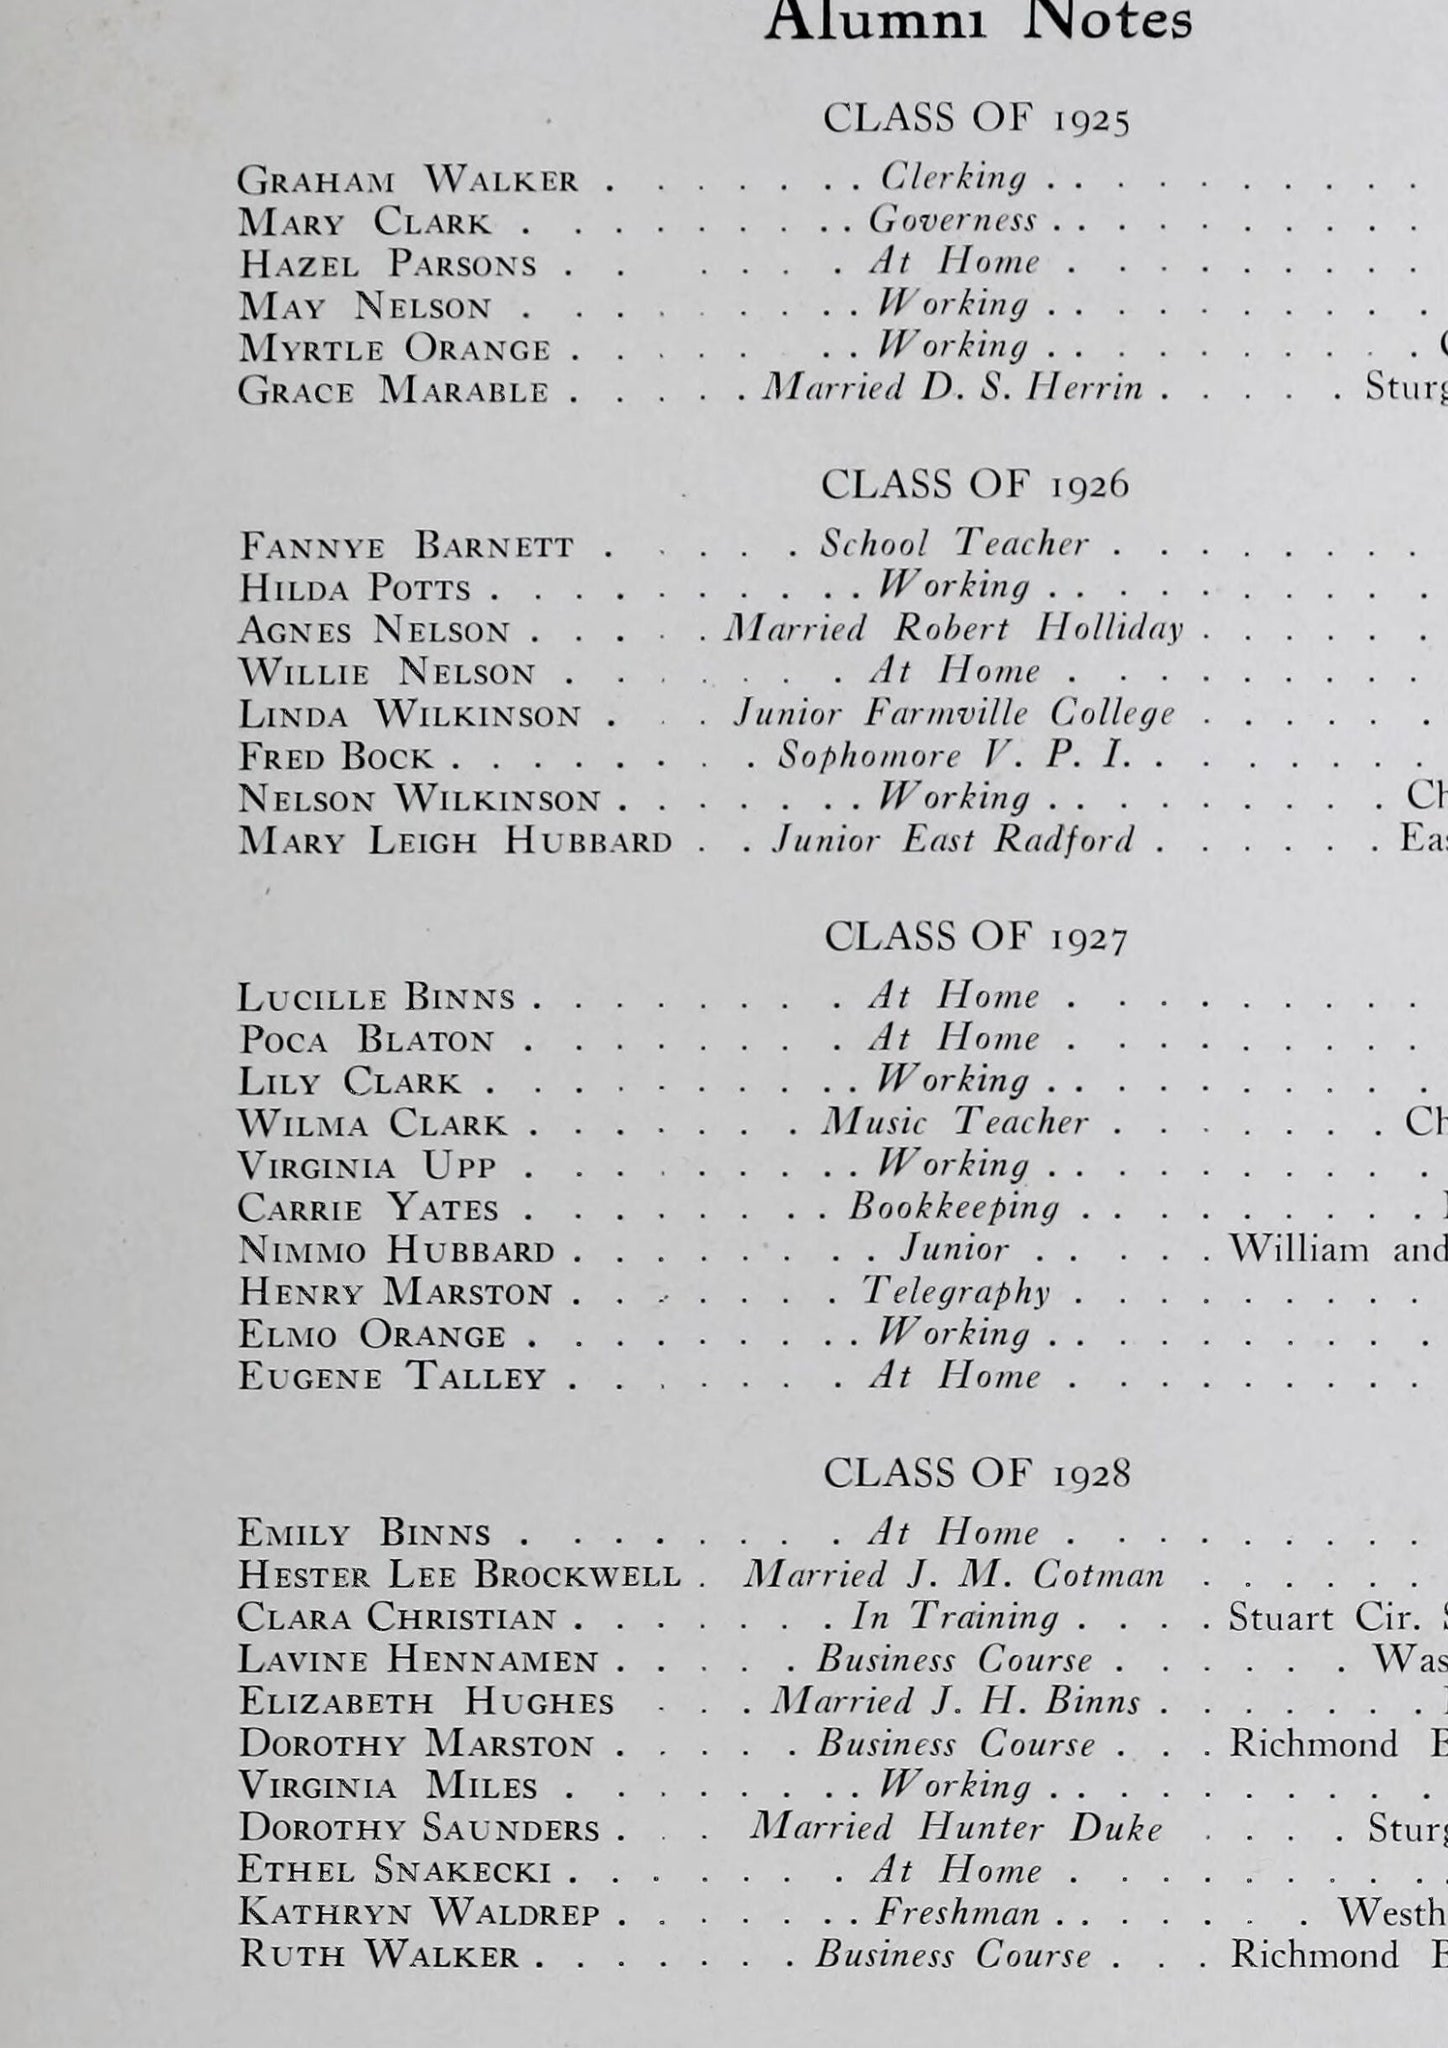 Alumni Notes
CLASS OF 1925
GRAHAM WALKER . . . . . . . . Clerking . . . . . . . . . .
MARY CLARK . . . . . . . . . . Governess . . . . . . . . . .
HAZEL PARSONS . . . . . . . At Home . . . . . . . . .
MAY NELSON . . . . . . . . . . Working . . . . . . . . . .
MYRTLE ORANGE . . . . . . . Working . . . . . . . . . .
GRACE MARABLE . . . . . Married D. S. Herrin . . . . . Sturg
CLASS OF 1926
FANNYE BARNETT . . . . . School Teacher . . . . . . . .
HILDA POTTS . . . . . . . . . . Working . . . . . . . . . .
AGNES NELSON . . . . . Married Robert Holliday . . . . . .
WILLIE NELSON . . . . . . . At Home . . . . . . . . .
LINDA WILKINSON . . . Junior Farmville College . . . . . .
FRED BOCK . . . . . . . . Sophomore V. P. I. . . . . . . .
NELSON WILKINSON . . . . . . . Working . . . . . . . . . Ch
MARY LEIGH HUBBARD . . Junior East Radford . . . . . . Eas
CLASS OF 1927
LUCILLE BINNS . . . . . . . . At Home . . . . . . . . .
POCA BLATON . . . . . . . . At Home . . . . . . . . .
LILY CLARK . . . . . . . . . . Working . . . . . . . . . .
WILMA CLARK . . . . . . . Music Teacher . . . . . . . Ch
VIRGINIA UPP . . . . . . . . . Working . . . . . . . . . .
CARRIE YATES . . . . . . . . Bookkeeping . . . . . . . . .
NIMMO HUBBARD . . . . . . . . Junior . . . . . William and
HENRY MARSTON . . . . . . . Telegraphy . . . . . . . . .
ELMO ORANGE . . . . . . . . . Working . . . . . . . . . .
EUGENE TALLEY . . . . . . . At Home . . . . . . . . .
CLASS OF 1928
EMILY BINNS . . . . . . . . At Home . . . . . . . . .
HESTER LEE BROCKWELL . Married J. M. Cotman . . . . . .
CLARA CHRISTIAN . . . . . . . In Training . . . . Stuart Cir.
LAVINE HENNAMEN . . . . . Business Course . . . . . . Was
ELIZABETH HUGHES . . . Married J. H. Binns . . . . . . .
DOROTHY MARSTON . . . . . Business Course . . . Richmond
VIRGINIA MILES . . . . . . . . Working . . . . . . . . . .
DOROTHY SAUNDERS . . . Married Hunter Duke . . . . Sturg
ETHEL SNAKECKI . . . . . . . At Home . . . . . . . . .
KATHRYN WALDREP . . . . . . . Freshman . . . . . . . Westh
RUTH WALKER . . . . . . . Business Course . . . Richmond